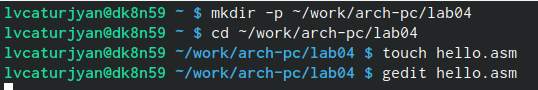 lvcaturjyan@dk8n59 ~ $ mkdir -p ~/work/arch-pc/lab04
lvcaturjyan@dk8n59 ~ $ cd ~/work/arch-pc/lab04
lvcaturjyan@dk8n59 ~/work/arch-pc/lab04 $ touch hello.asm
lvcaturjyan@dk8n59 ~/work/arch-pc/lab04 $ gedit hello.asm